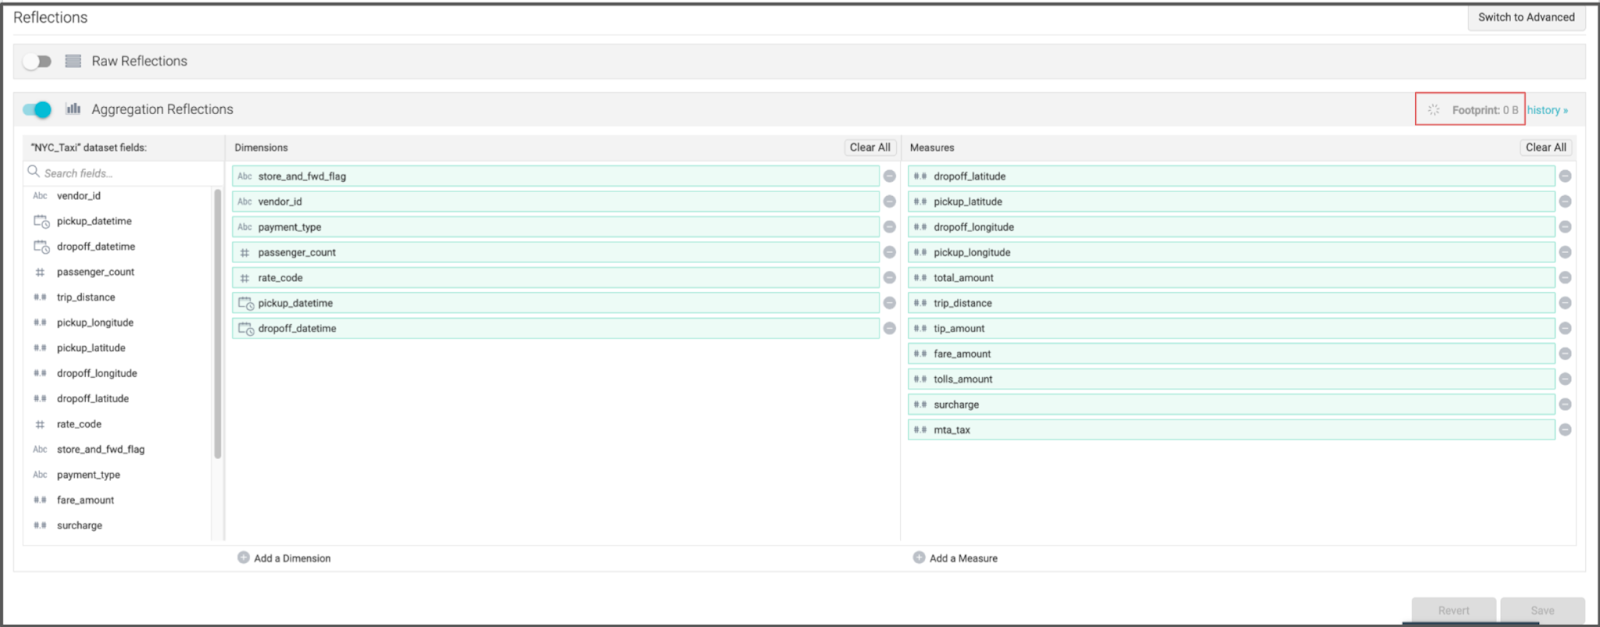 Reflections
Switch to Advanced
Raw Reflections
Aggregation Reflections
Footprint: 0 B
history »
"NYC_Taxi" dataset fields:
Search fields...
Abc vendor_id
pickup_datetime
dropoff_datetime
# passenger_count
#.# trip_distance
#.# pickup_longitude
#.# pickup_latitude
#.# dropoff_longitude
#.# dropoff_latitude
# rate_code
Abc store_and_fwd_flag
Abc payment_type
#.# fare_amount
#.# surcharge
Dimensions
Clear All
Abc store_and_fwd_flag
Abc vendor_id
Abc payment_type
# passenger_count
# rate_code
pickup_datetime
dropoff_datetime
Add a Dimension
Measures
Clear All
#.# dropoff_latitude
#.# pickup_latitude
#.# dropoff_longitude
#.# pickup_longitude
#.# total_amount
#.# trip_distance
#.# tip_amount
#.# fare_amount
#.# tolls_amount
#.# surcharge
#.# mta_tax
Add a Measure
Revert
Save